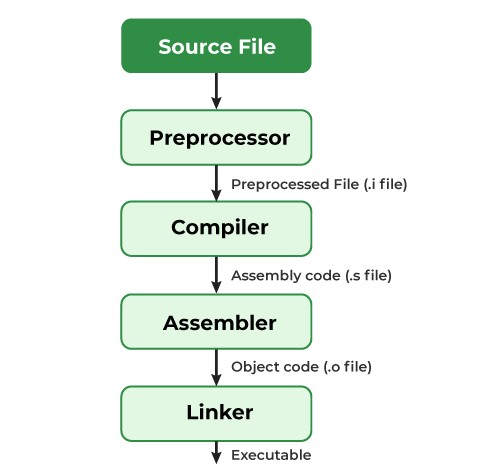 Source File
Preprocessor
Preprocessed File (.i file)
Compiler
Assembly code (.s file)
Assembler
Object code (.o file)
Linker
Executable